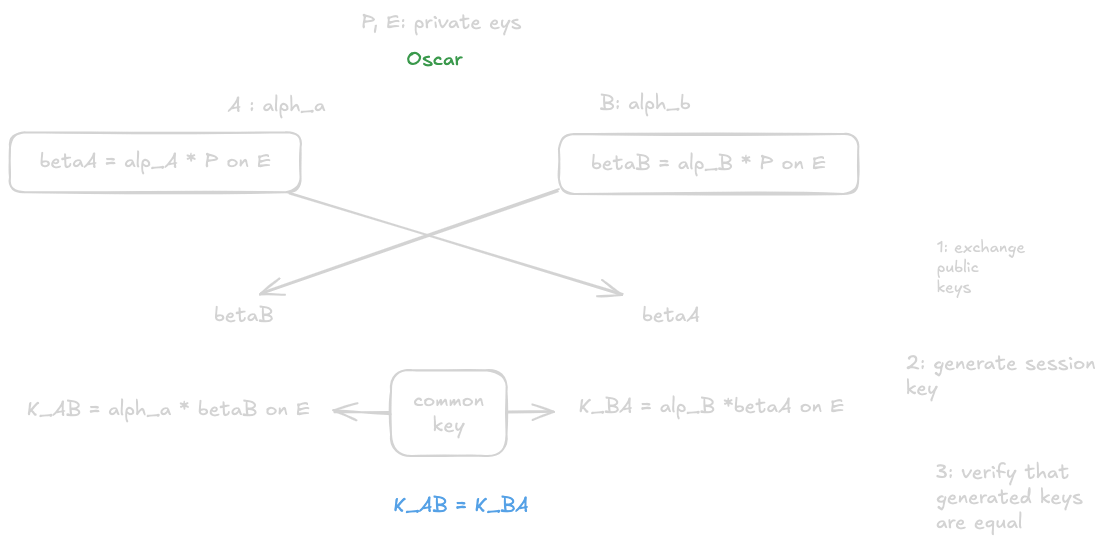 P, E: private eys
Oscar
A : alph_a
B: alph_b
betaA = alp_A * P on E
betaB = alp_B * P on E
1: exchange
public
keys
betaB
betaA
2: generate session
key
K_AB = alph_a * betaB on E
common
key
K_BA = alp_B *betaA on E
3: verify that
generated keys
are equal
K_AB = K_BA